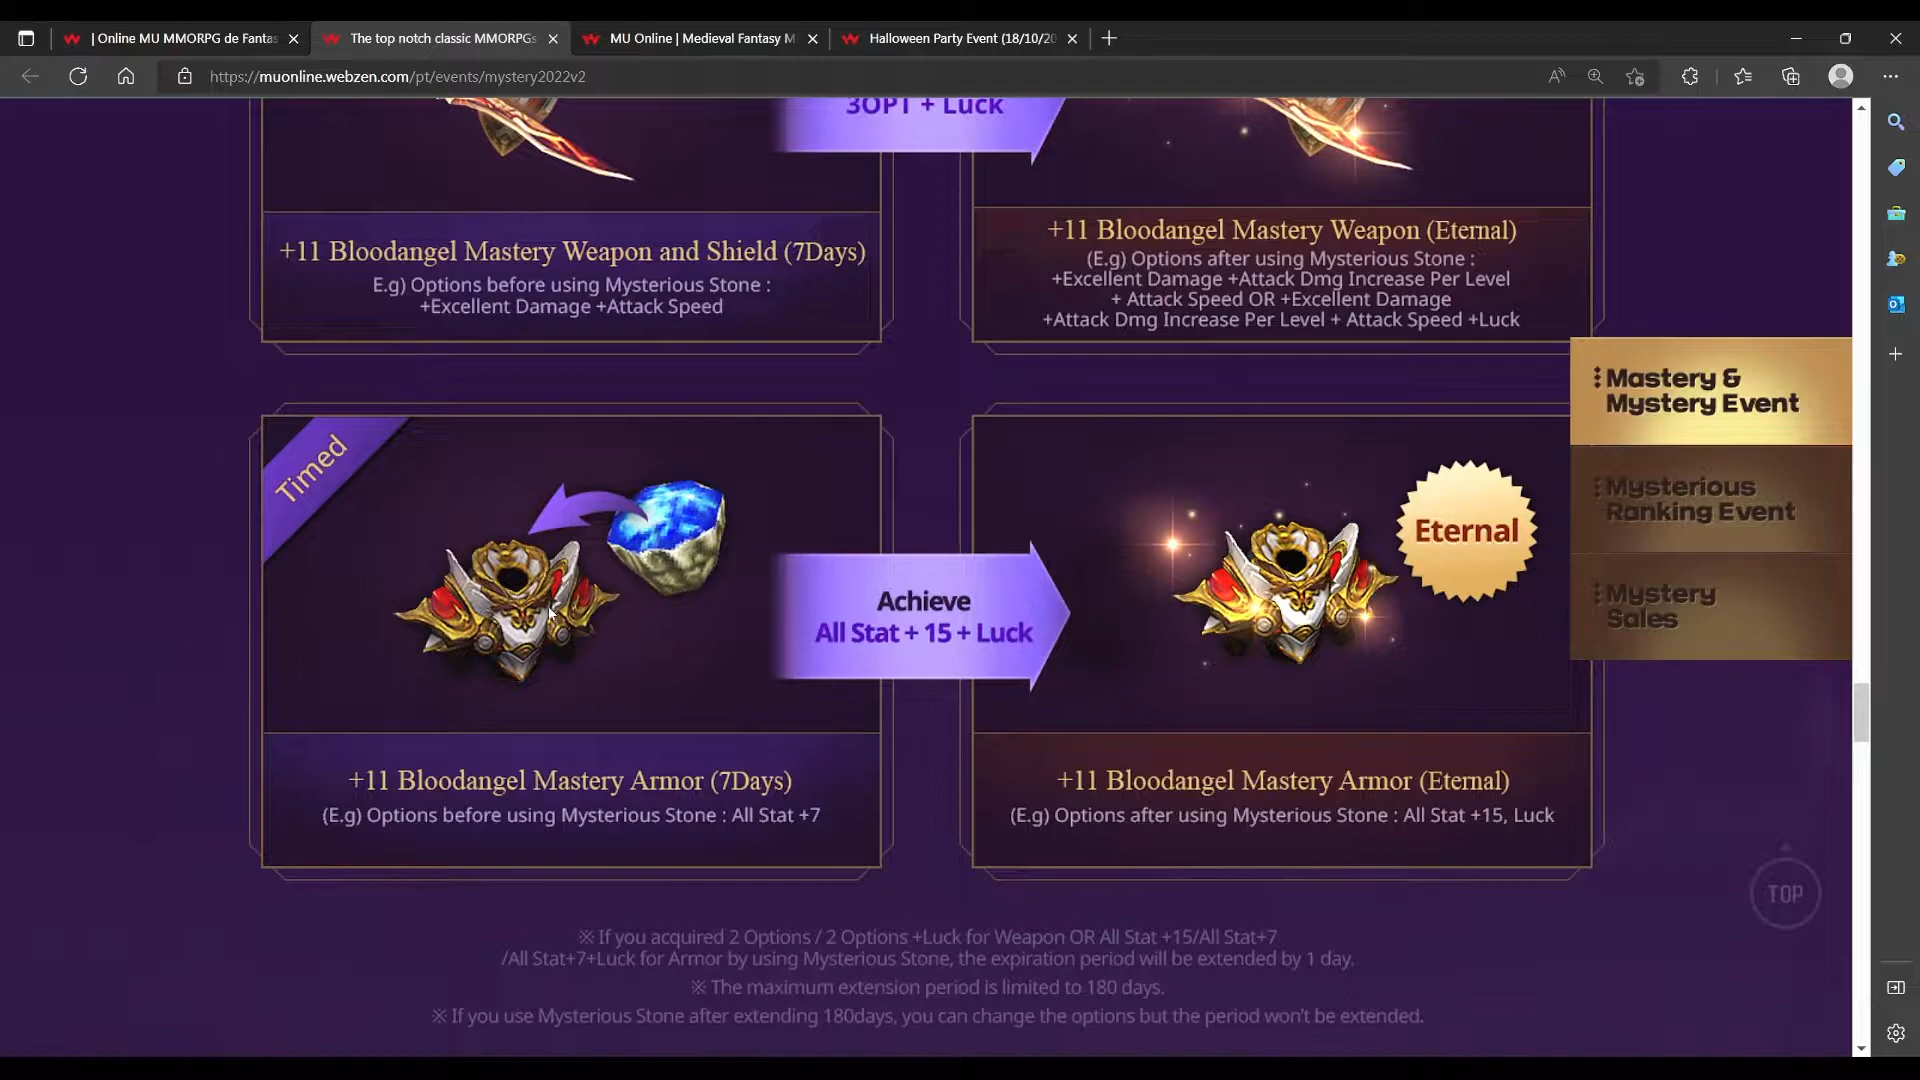 | Online MU MMORPG de Fantas
The top notch classic MMORPGs
MU Online | Medieval Fantasy M
Halloween Party Event (18/10/20
https://muonline.webzen.com/pt/events/mystery2022v2
3OPT + Luck
+11 Bloodangel Mastery Weapon and Shield (7Days)
E.g) Options before using Mysterious Stone :
+Excellent Damage +Attack Speed
+11 Bloodangel Mastery Weapon (Eternal)
(E.g) Options after using Mysterious Stone :
+Excellent Damage +Attack Dmg Increase Per Level
+ Attack Speed OR +Excellent Damage
+Attack Dmg Increase Per Level + Attack Speed +Luck
Mastery &
Mystery Event
Mysterious
Ranking Event
Mystery
Sales
Timed
Achieve
All Stat + 15 + Luck
Eternal
+11 Bloodangel Mastery Armor (7Days)
(E.g) Options before using Mysterious Stone : All Stat +7
+11 Bloodangel Mastery Armor (Eternal)
(E.g) Options after using Mysterious Stone : All Stat +15, Luck
TOP
※ If you acquired 2 Options / 2 Options +Luck for Weapon OR All Stat +15/All Stat+7
/All Stat+7+Luck for Armor by using Mysterious Stone, the expiration period will be extended by 1 day.
※ The maximum extension period is limited to 180 days.
※ If you use Mysterious Stone after extending 180days, you can change the options but the period won't be extended.